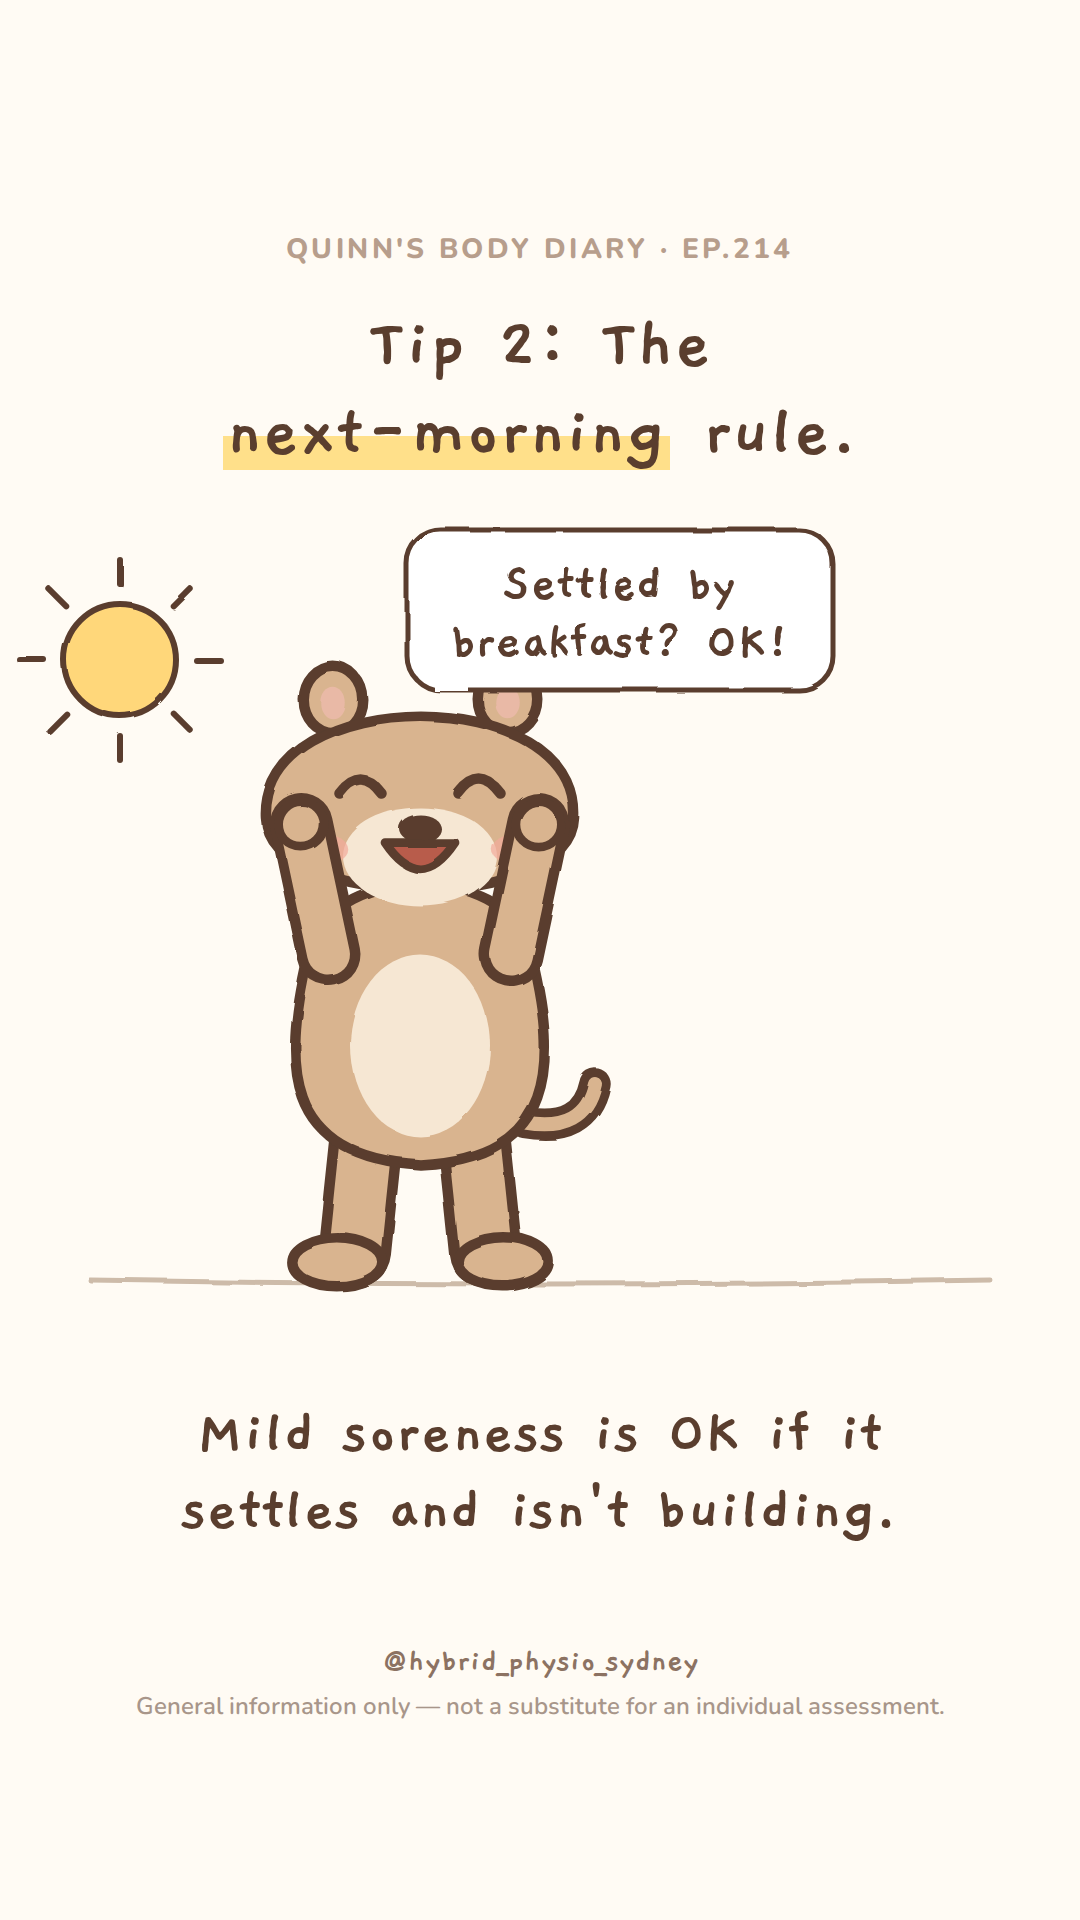 QUINN'S BODY DIARY · EP.214
Tip 2: The
next-morning rule.
Settled by
breakfast? OK!
Mild soreness is OK if it
settles and isn't building.
@hybrid_physio_sydney
General information only — not a substitute for an individual assessment.